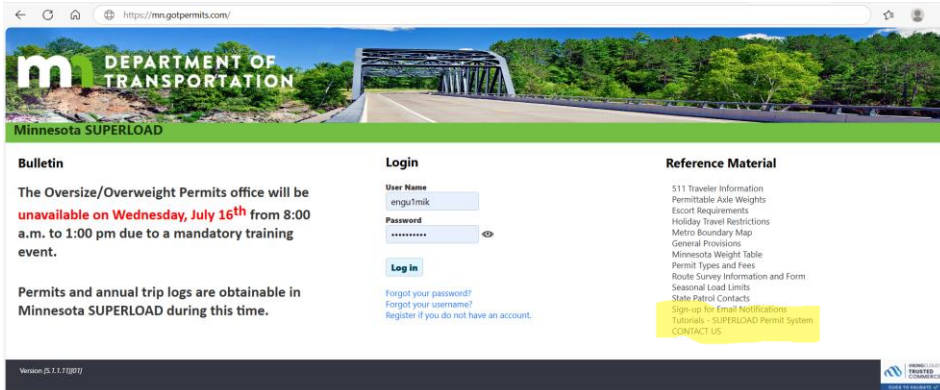 https://mn.gotpermits.com/
DEPARTMENT OF
TRANSPORTATION
Minnesota SUPERLOAD
Bulletin
The Oversize/Overweight Permits office will be
unavailable on Wednesday, July 16th from 8:00
a.m. to 1:00 pm due to a mandatory training
event.
Permits and annual trip logs are obtainable in
Minnesota SUPERLOAD during this time.
Login
User Name
engu1mik
Password
••••••••••
Log in
Forgot your password?
Forgot your username?
Register if you do not have an account.
Reference Material
511 Traveler Information
Permittable Axle Weights
Escort Requirements
Holiday Travel Restrictions
Metro Boundary Map
General Provisions
Minnesota Weight Table
Permit Types and Fees
Route Survey Information and Form
Seasonal Load Limits
State Patrol Contacts
Sign-up for Email Notifications
Tutorials - SUPERLOAD Permit System
CONTACT US
Version [5.1.1.11][01]
VIKINGCLOUD
TRUSTED
COMMERCE
CLICK TO VALIDATE